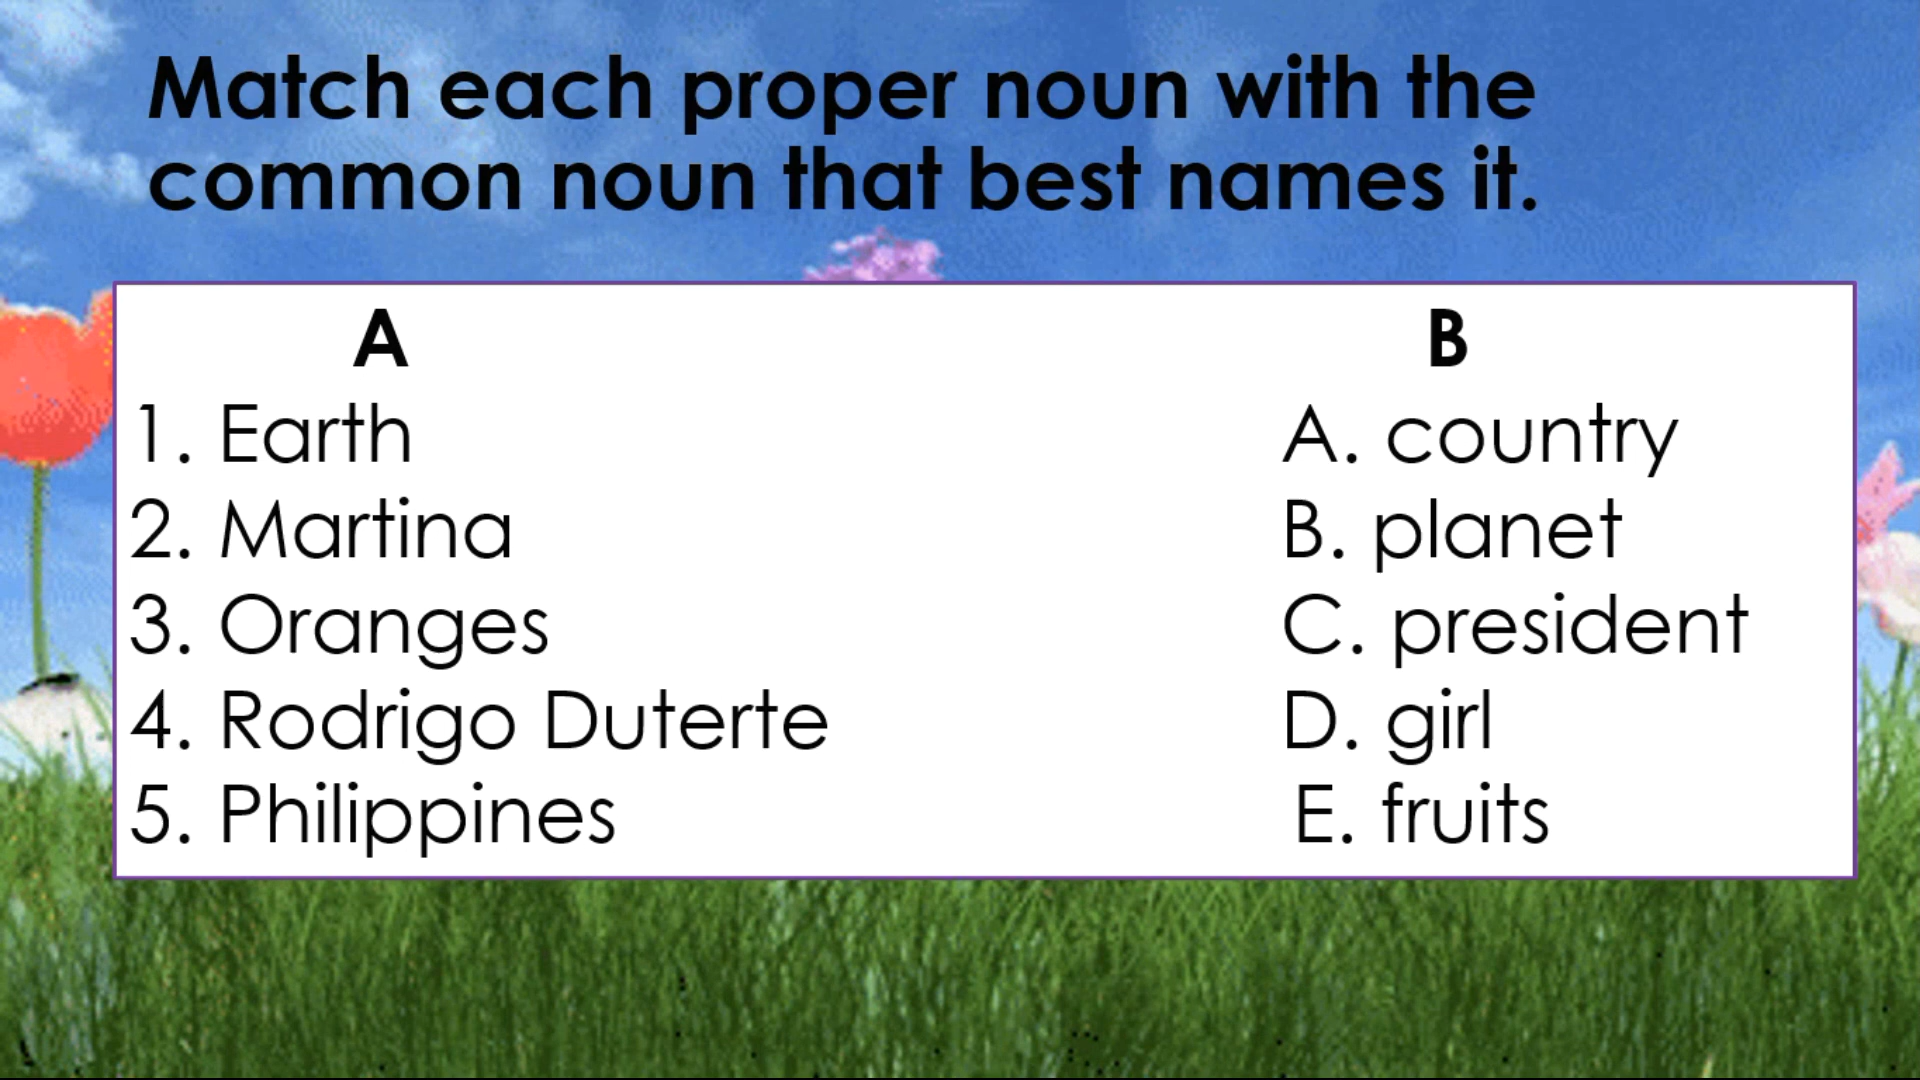 Match each proper noun with the
common noun that best names it.
A B
1. Earth A. country
2. Martina B. planet
3. Oranges C. president
4. Rodrigo Duterte D. girl
5. Philippines E. fruits